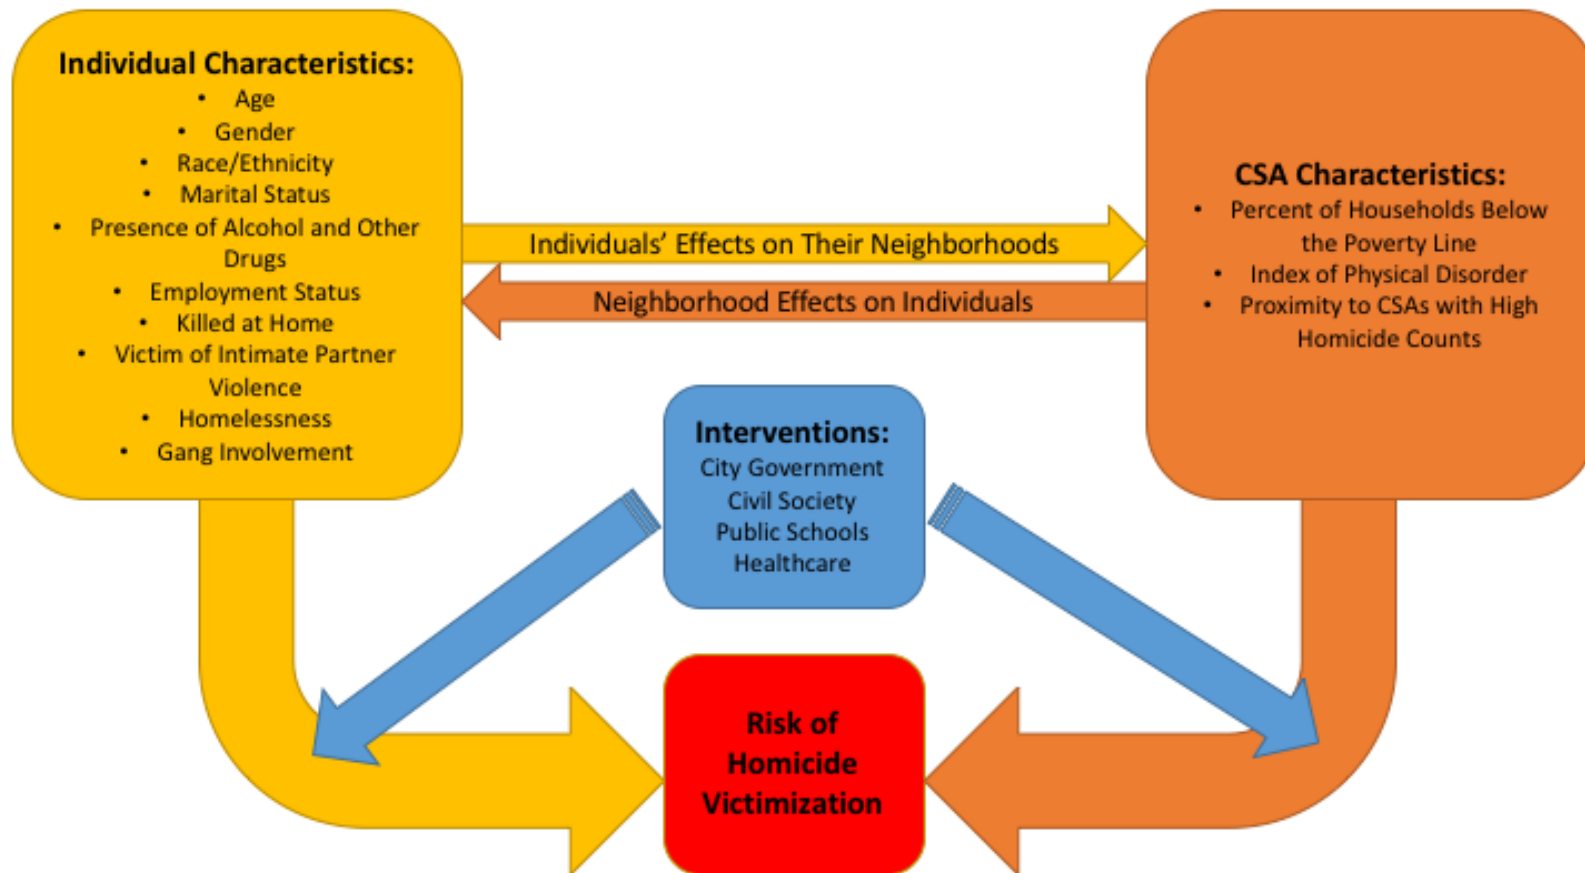 Individual Characteristics:
• Age
• Gender
• Race/Ethnicity
• Marital Status
• Presence of Alcohol and Other
Drugs
• Employment Status
• Killed at Home
• Victim of Intimate Partner
Violence
• Homelessness
• Gang Involvement
Individuals’ Effects on Their Neighborhoods
Neighborhood Effects on Individuals
CSA Characteristics:
• Percent of Households Below
the Poverty Line
• Index of Physical Disorder
• Proximity to CSAs with High
Homicide Counts
Interventions:
City Government
Civil Society
Public Schools
Healthcare
Risk of
Homicide
Victimization